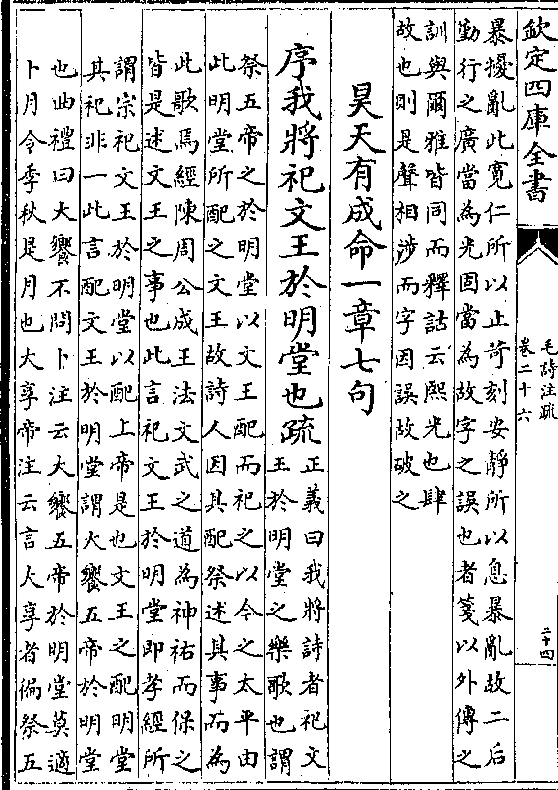 欽定四庫全書
毛詩注疏
卷二十六
二十四
暴擾亂此寛仁所以止苛刻安靜所以息暴亂故二后
勤行之廣當為光固當為故字之誤也者箋以外傳之
訓與爾雅皆同而釋詁云熙光也肆
故也則是聲相渉而字因誤故破之
昊天有成命一章七句
序我將祀文王於明堂也疏
正義曰我將詩者祀文
王於明堂之樂歌也謂
祭五帝之於明堂以文王配而祀之以今之太平由
此明堂所配之文王故詩人因其配祭述其事而為
此歌焉經陳周公成王法文武之道為神祐而保之
皆是述文王之事也此言祀文王於明堂即孝經所
謂宗祀文王於明堂以配上帝是也文王之配明堂
其祀非一此言配文王於明堂謂大饗五帝於明堂
也曲禮曰大饗不問卜注云大饗五帝於明堂莫適
卜月令季秋是月也大享帝注云言大享者徧祭五